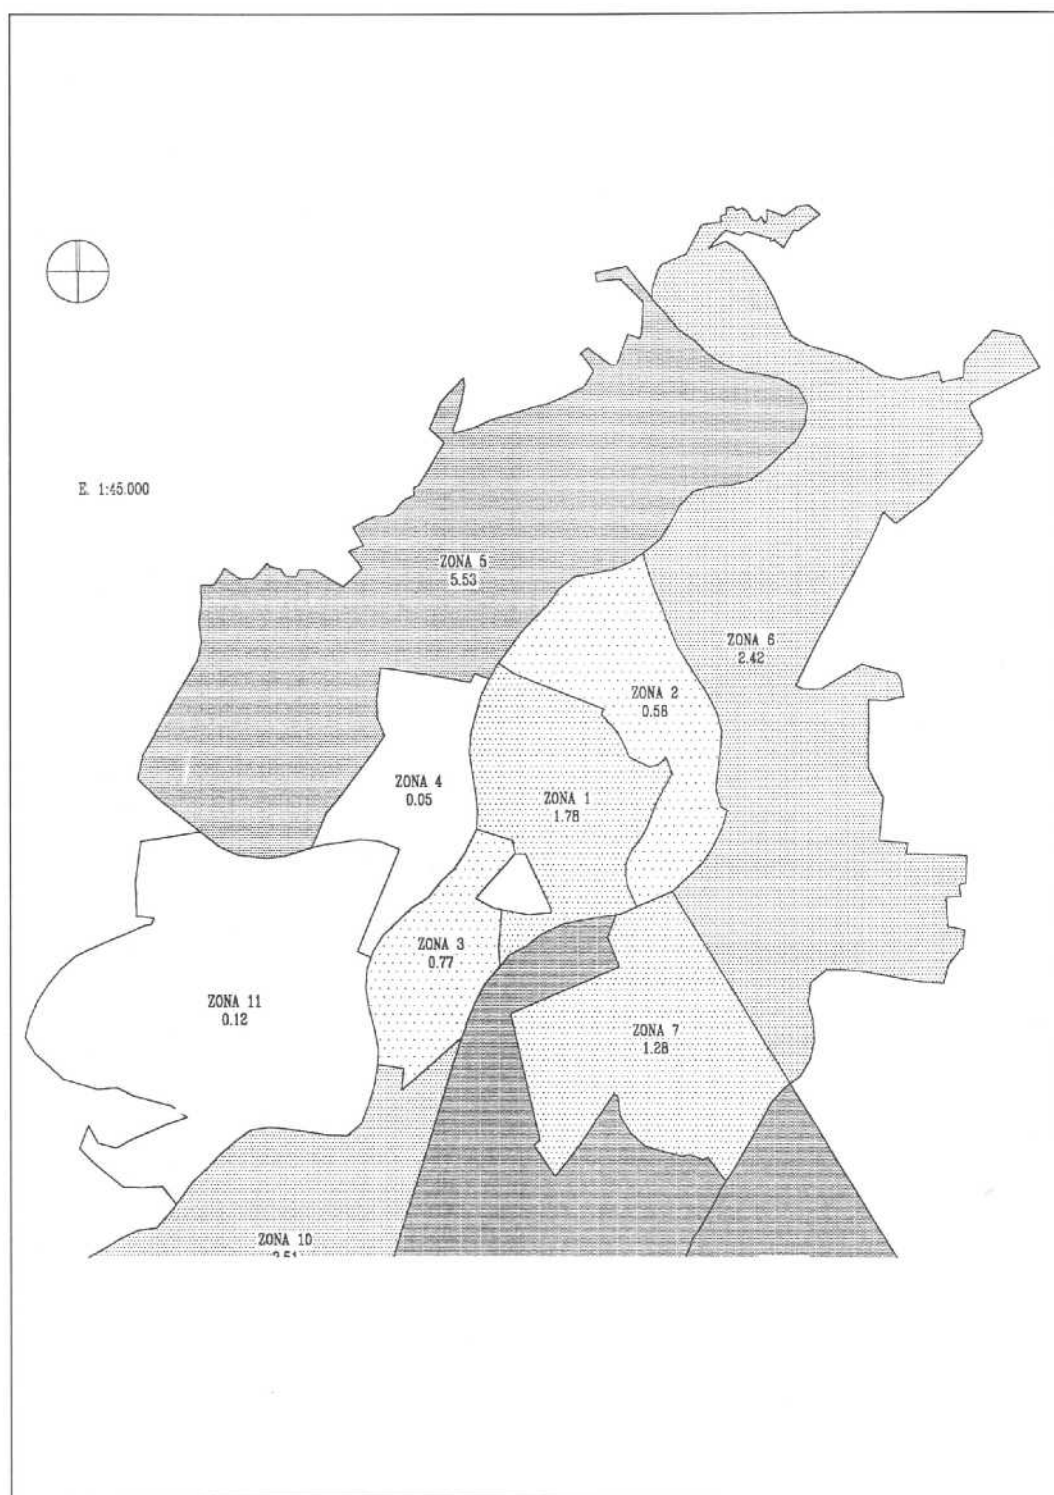 E. 1:45.000
ZONA 5
5.53
ZONA 6
2.42
ZONA 2
0.58
ZONA 4
0.05
ZONA 1
1.78
ZONA 3
0.77
ZONA 11
0.12
ZONA 7
1.28
ZONA 10